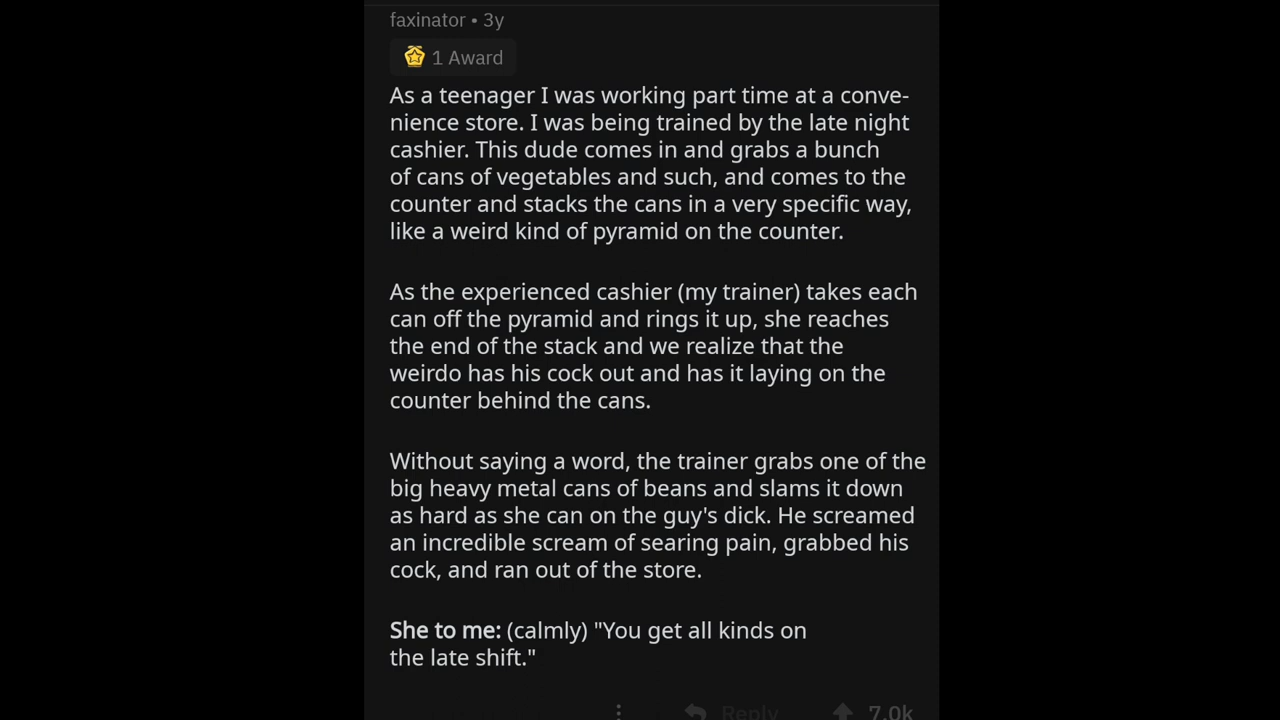 faxinator • 3y
1 Award
As a teenager I was working part time at a conve-
nience store. I was being trained by the late night
cashier. This dude comes in and grabs a bunch
of cans of vegetables and such, and comes to the
counter and stacks the cans in a very specific way,
like a weird kind of pyramid on the counter.
As the experienced cashier (my trainer) takes each
can off the pyramid and rings it up, she reaches
the end of the stack and we realize that the
weirdo has his cock out and has it laying on the
counter behind the cans.
Without saying a word, the trainer grabs one of the
big heavy metal cans of beans and slams it down
as hard as she can on the guy's dick. He screamed
an incredible scream of searing pain, grabbed his
cock, and ran out of the store.
She to me: (calmly) "You get all kinds on
the late shift."
Reply 7.0k